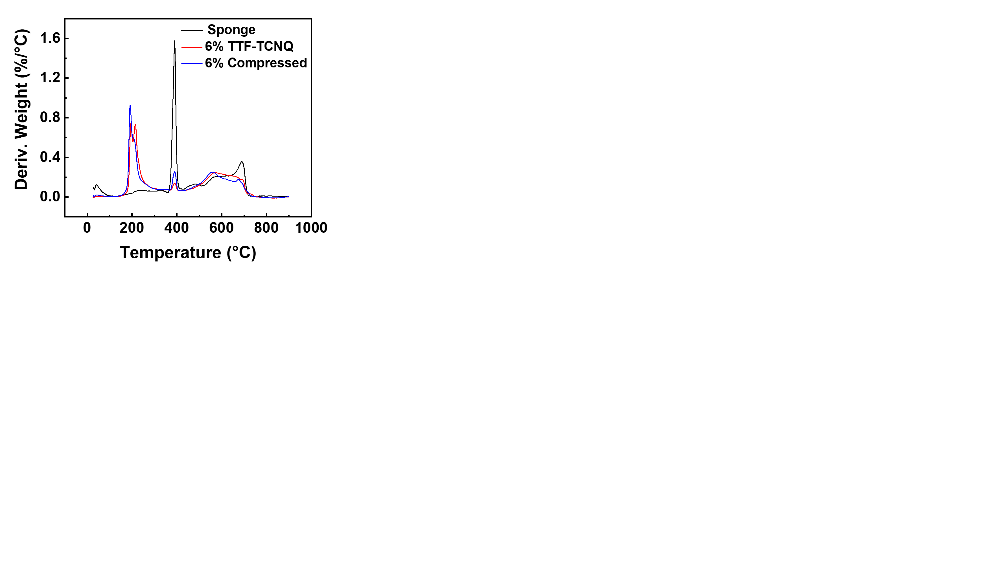 Deriv. Weight (%/°C)
1.6
1.2
0.8
0.4
0.0
Sponge
6% TTF-TCNQ
6% Compressed
0 200 400 600 800 1000
Temperature (°C)